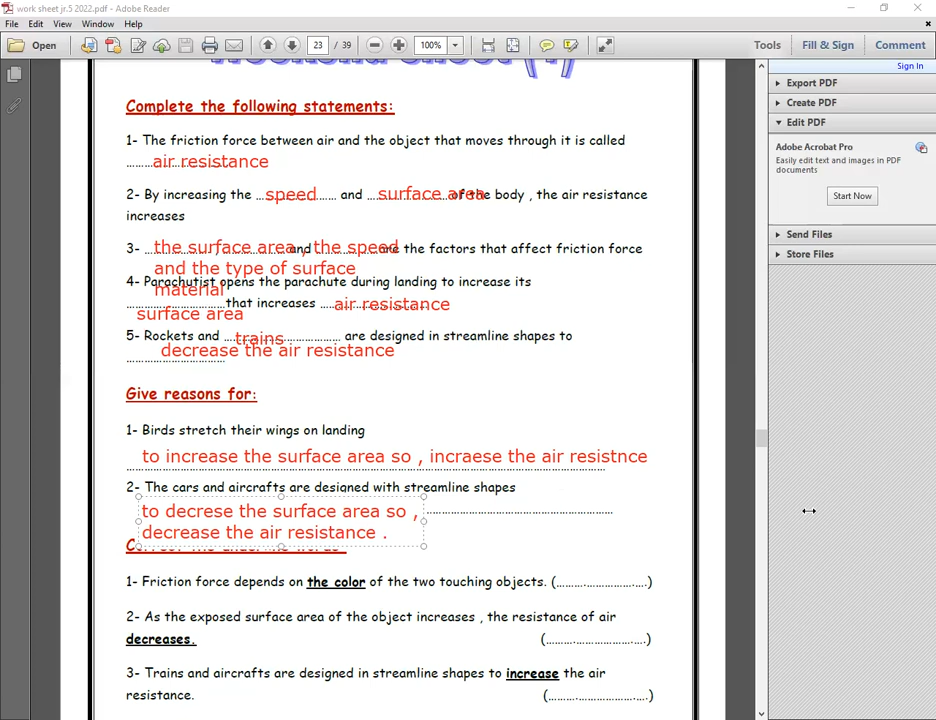 work sheet jr.5 2022.pdf - Adobe Reader
File Edit View Window Help
Open 23 / 39 100% Tools Fill & Sign Comment
Sign In
Export PDF
Create PDF
Edit PDF
Adobe Acrobat Pro
Easily edit text and images in PDF
documents
Start Now
Send Files
Store Files
Complete the following statements:
1- The friction force between air and the object that moves through it is called
air resistance
2- By increasing the speed and surface area of the body , the air resistance
increases
3- the surface area , the speed and are the factors that affect friction force
and the type of surface
material
4- Parachutist opens the parachute during landing to increase its
surface area that increases air resistance
5- Rockets and trains are designed in streamline shapes to
decrease the air resistance
Give reasons for:
1- Birds stretch their wings on landing
to increase the surface area so , incraese the air resistnce
2- The cars and aircrafts are designed with streamline shapes
to decrese the surface area so ,
decrease the air resistance .
1- Friction force depends on the color of the two touching objects. (……….…………….….)
2- As the exposed surface area of the object increases , the resistance of air
decreases. (……….…………….….)
3- Trains and aircrafts are designed in streamline shapes to increase the air
resistance. (……….…………….….)